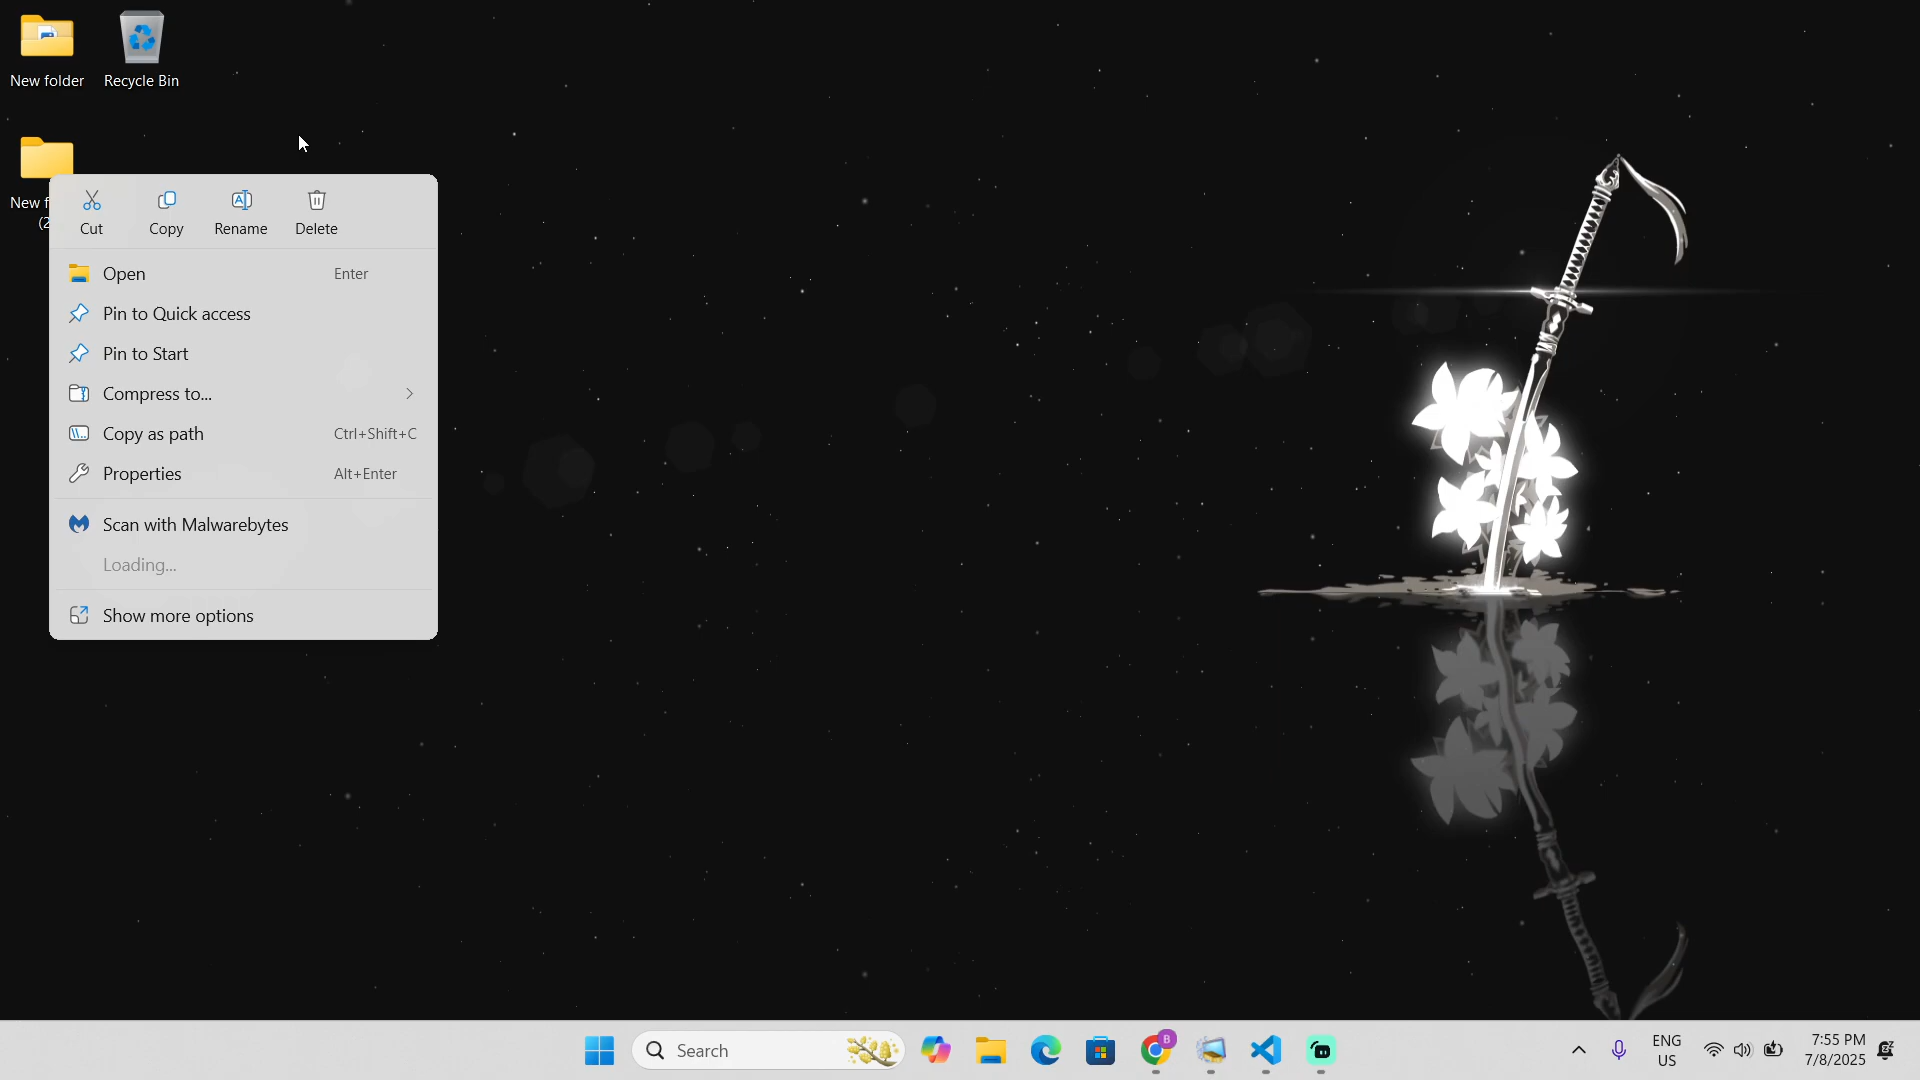 New folder
Recycle Bin
New f
(2
Cut
Copy
Rename
Delete
Open
Enter
Pin to Quick access
Pin to Start
Compress to...
Copy as path
Ctrl+Shift+C
Properties
Alt+Enter
Scan with Malwarebytes
Loading...
Show more options
Search
B
ENG
US
7:55 PM
7/8/2025